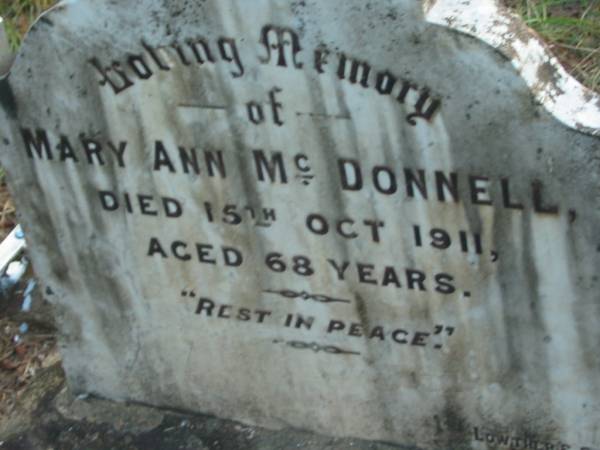 Loving Memory
of
MARY ANN Mc DONNELL,
DIED 15TH OCT 1911,
AGED 68 YEARS.
"REST IN PEACE."